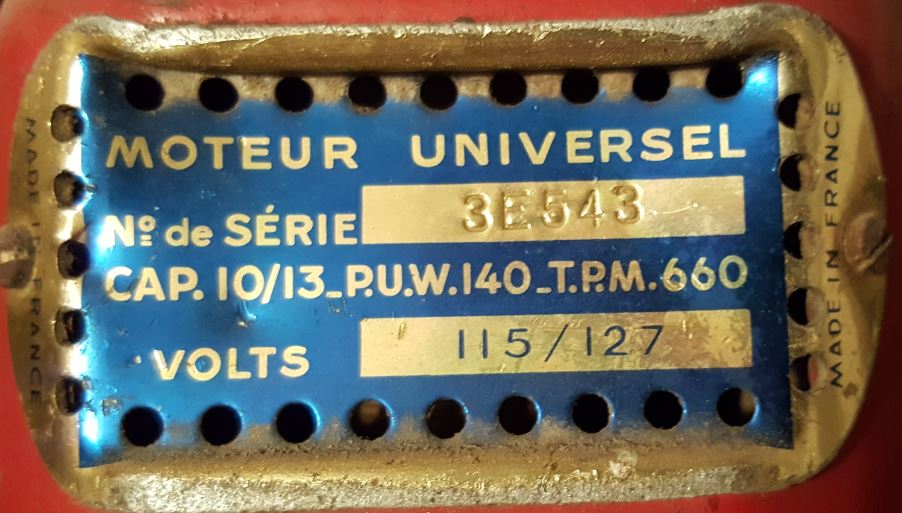 MOTEUR UNIVERSEL
Nº de SÉRIE 3E543
CAP. 10/13_P.U.W.140_T.P.M.660
VOLTS 115/127
MADE IN FRANCE
MADE IN FRANCE